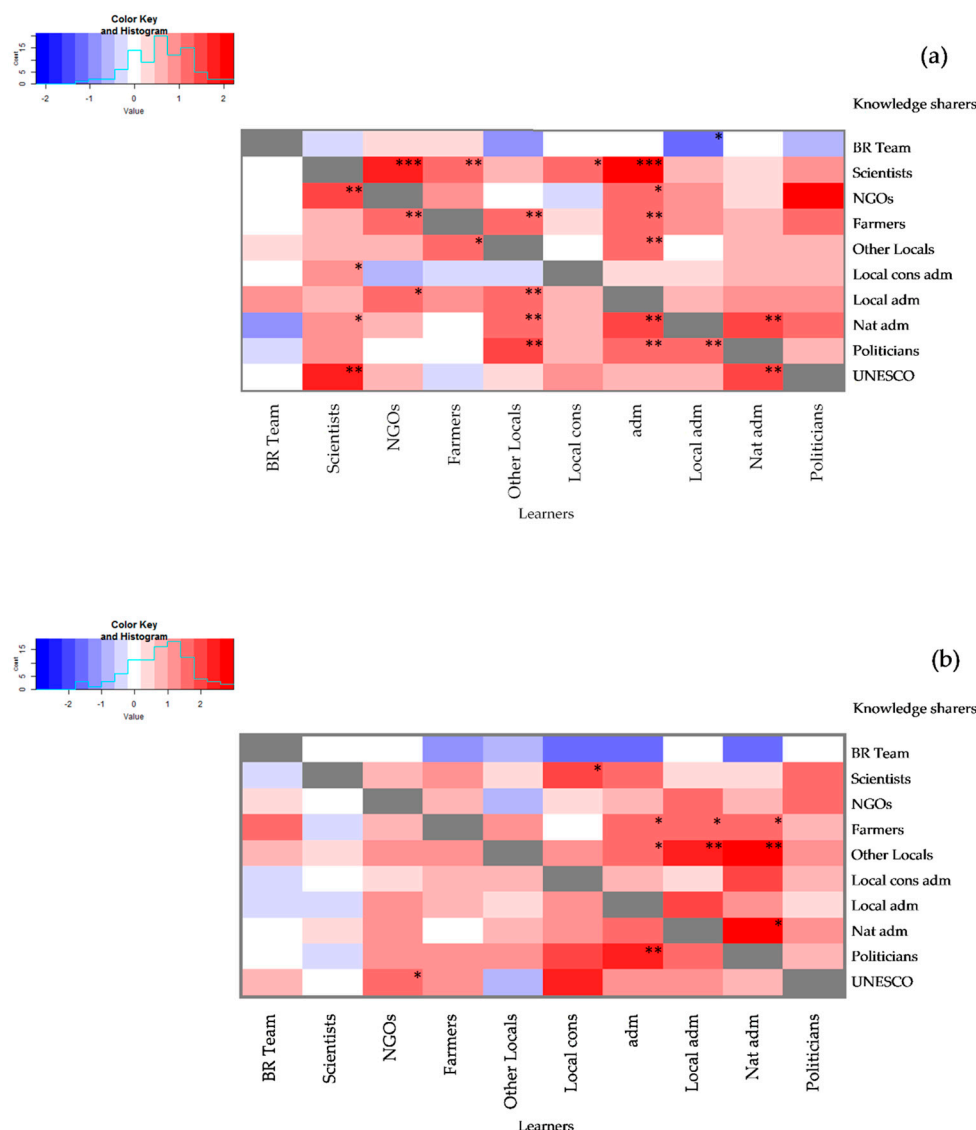 Color Key
and Histogram
Count
0 5 15
-2 -1 0 1 2
Value
(a)
Knowledge sharers
* BR Team
*** ** * *** Scientists
** * NGOs
** ** ** Farmers
* ** Other Locals
* Local cons adm
* ** Local adm
* ** ** ** Nat adm
** ** ** Politicians
** ** UNESCO
BR Team
Scientists
NGOs
Farmers
Other Locals
Local cons
adm
Local adm
Nat adm
Politicians
Learners
Color Key
and Histogram
Count
0 5 15
-2 0 2
Value
(b)
Knowledge sharers
BR Team
* Scientists
NGOs
* * * Farmers
* ** ** Other Locals
Local cons adm
Local adm
* Nat adm
** Politicians
* UNESCO
BR Team
Scientists
NGOs
Farmers
Other Locals
Local cons
adm
Local adm
Nat adm
Politicians
Learners